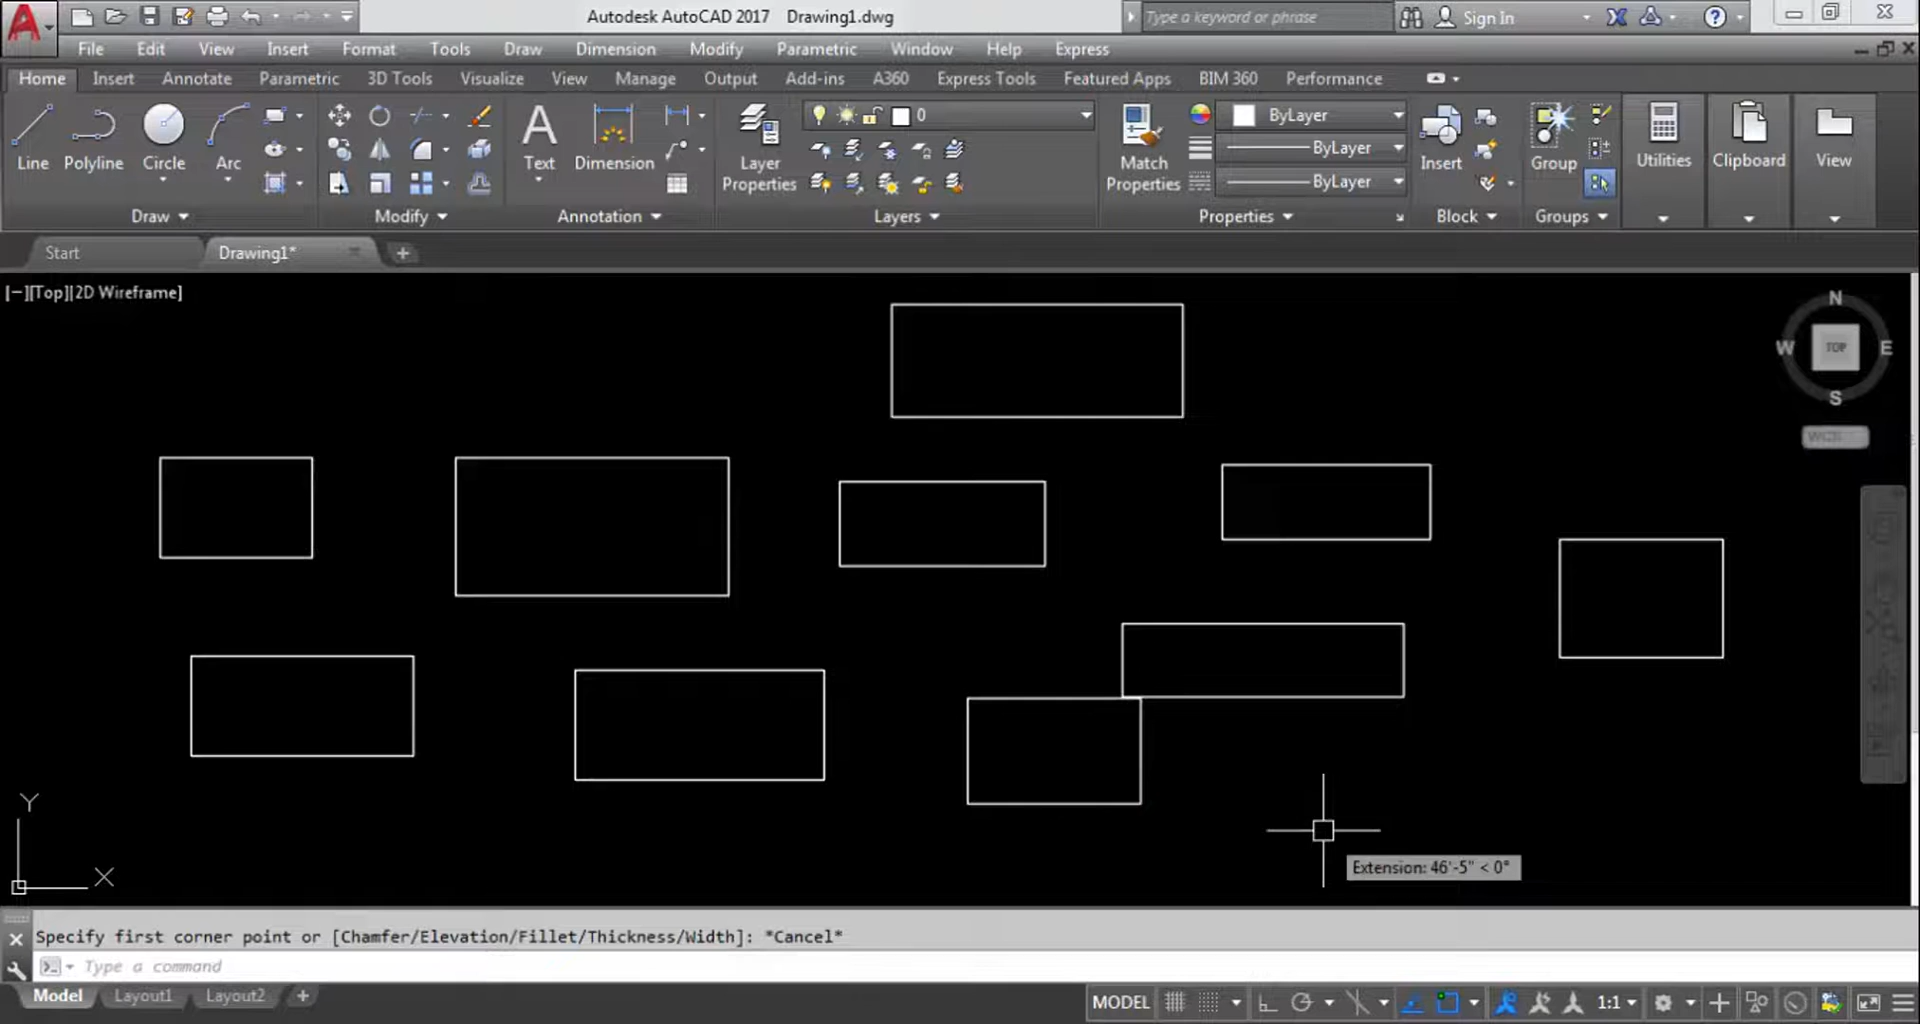 Autodesk AutoCAD 2017 Drawing1.dwg Type a keyword or phrase Sign In
File Edit View Insert Format Tools Draw Dimension Modify Parametric Window Help Express
Home Insert Annotate Parametric 3D Tools Visualize View Manage Output Add-ins A360 Express Tools Featured Apps BIM 360 Performance
0 ByLayer
ByLayer
Line Polyline Circle Arc Text Dimension Layer Properties Match Properties Insert Group Utilities Clipboard View
ByLayer
Draw Modify Annotation Layers Properties Block Groups
Start Drawing1*
[−][Top][2D Wireframe]
N
W TOP E
S
Y
X
Extension: 46'-5" < 0°
Specify first corner point or [Chamfer/Elevation/Fillet/Thickness/Width]: *Cancel*
Type a command
Model Layout1 Layout2 + MODEL 1:1